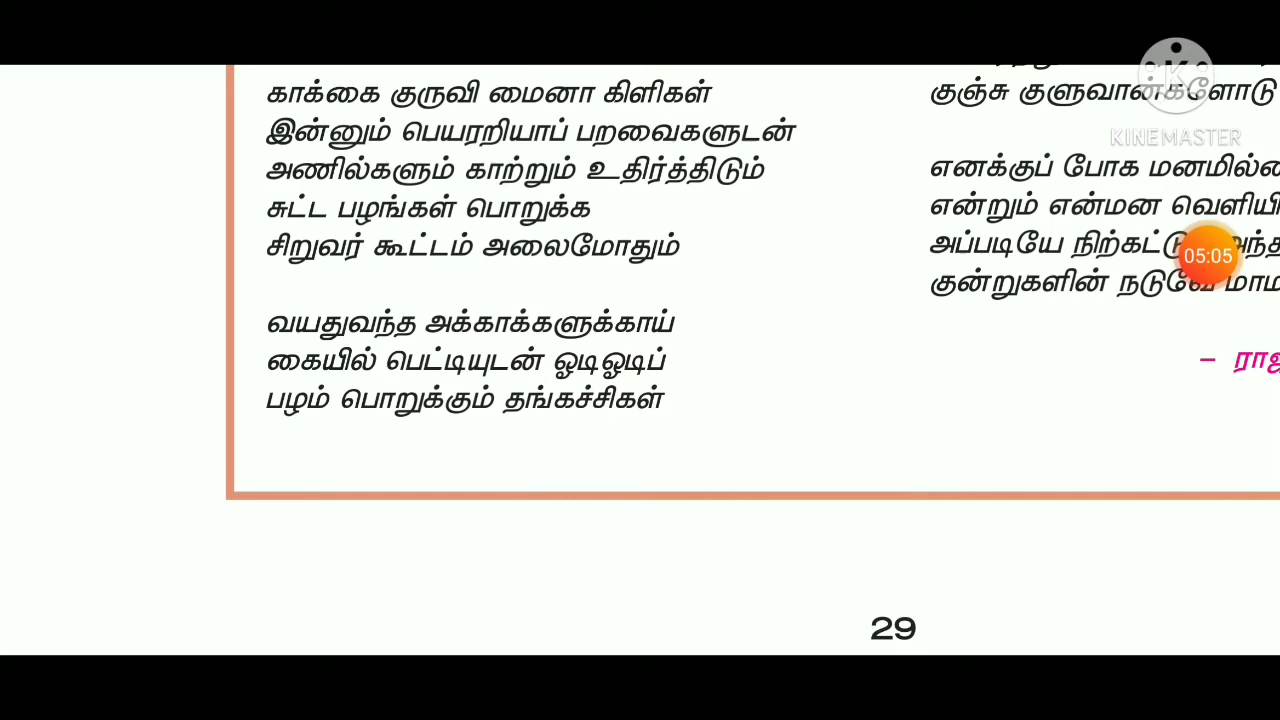 காக்கை குருவி மைனா கிளிகள்
இன்னும் பெயரறியாப் பறவைகளுடன்
அணில்களும் காற்றும் உதிர்த்திடும்
சுட்ட பழங்கள் பொறுக்க
சிறுவர் கூட்டம் அலைமோதும்
வயதுவந்த அக்காக்களுக்காய்
கையில் பெட்டியுடன் ஓடிஓடிப்
பழம் பொறுக்கும் தங்கச்சிகள்
குஞ்சு குளுவான்களோடு
எனக்குப் போக
என்றும் என்மன
அப்படியே
குன்றுகளின் நடுவே
29
KINEMASTER
05:05